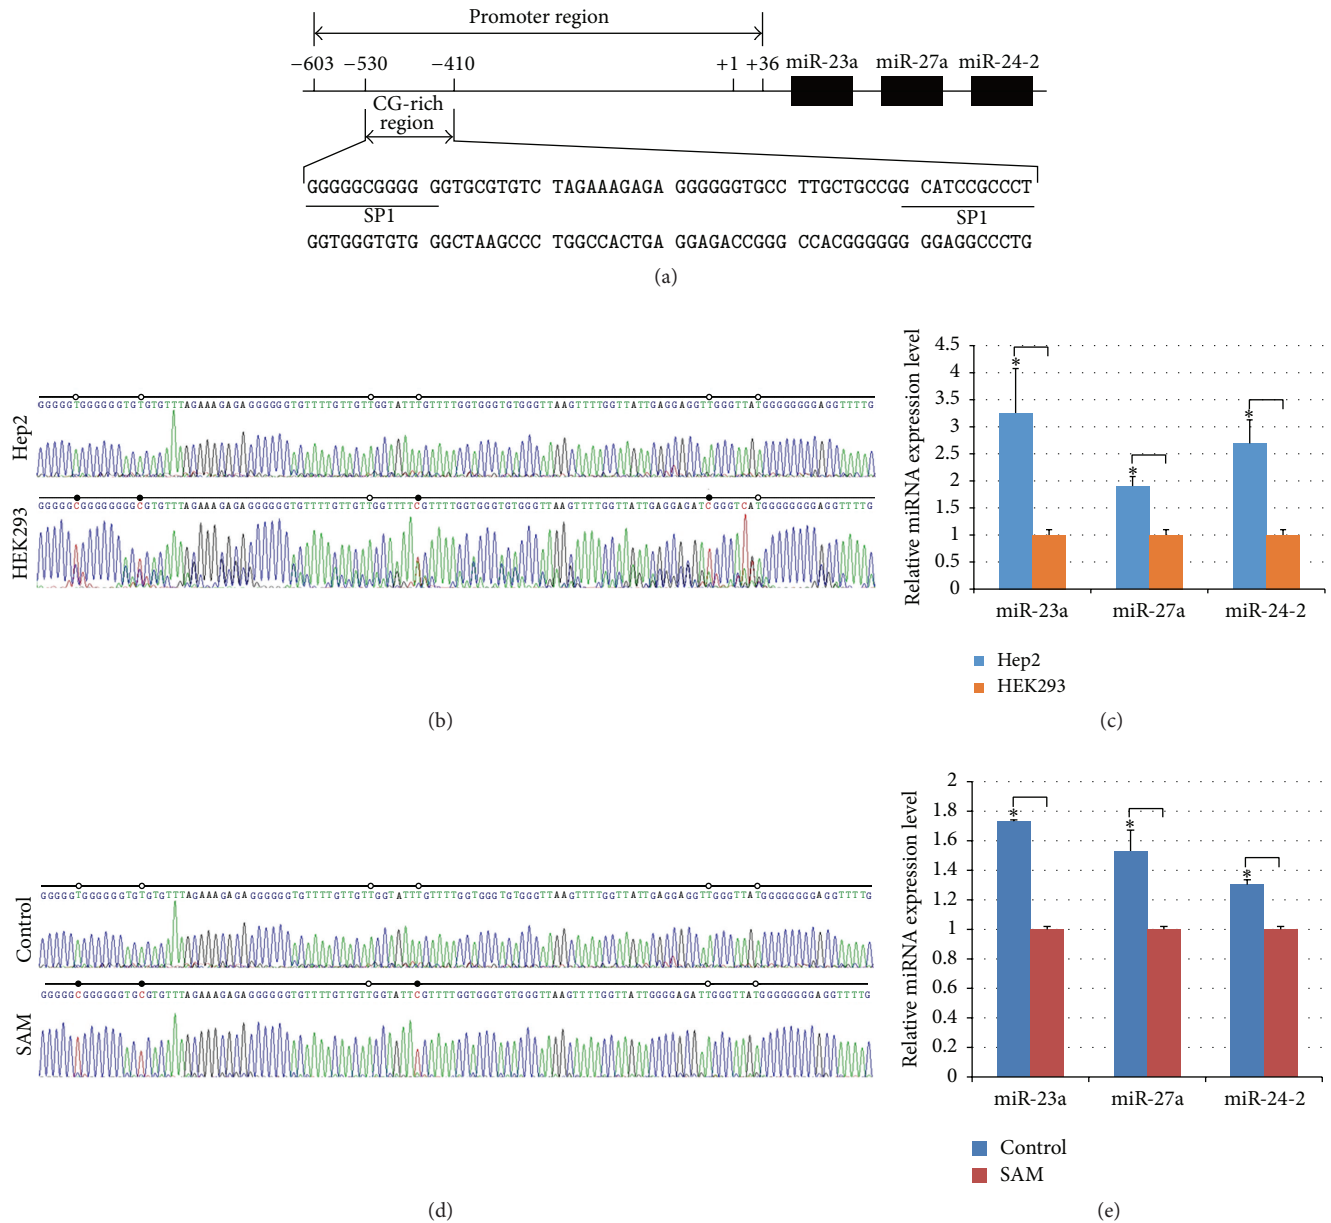 Promoter region
−603 −530 −410 +1 +36 miR-23a miR-27a miR-24-2
CG-rich
region
GGGGGCGGGG GGTGCGTGTC TAGAAAGAGA GGGGGGTGCC TTGCTGCCGG CATCCGCCCT
SP1 SP1
GGTGGGTGTG GGCTAAGCCC TGGCCACTGA GGAGACCGGG CCACGGGGGG GGAGGCCCTG
(a)
Hep2
GGGGGTGGGGGGTGTGTGTTTAGAAAGAGAGGGGGGTGTTTTGTTGTTGGTATTTGTTTTGGTGGGTGTGGGTTAAGTTTTGGTTATTGAGGAGGTTGGGTTATGGGGGGGGAGGTTTTG
HEK293
GGGGGCGGGGGGGGCGTGTTTAGAAAGAGAGGGGGGTGTTTTGTTGTTGGTTTTCGTTTTGGTGGGTGTGGGTTAAGTTTTGGTTATTGAGGAGATCGGGTCATGGGGGGGGAGGTTTTG
(b)
Relative miRNA expression level
4.5
4
3.5
3
2.5
2
1.5
1
0.5
0
* * *
miR-23a miR-27a miR-24-2
Hep2
HEK293
(c)
Control
GGGGGTGGGGGGTGTGTGTTTAGAAAGAGAGGGGGGTGTTTTGTTGTTGGTATTTGTTTTGGTGGGTGTGGGTTAAGTTTTGGTTATTGAGGAGGTTGGGTTATGGGGGGGGAGGTTTTG
SAM
GGGGGCGGGGGGTGCGTGTTTAGAAAGAGAGGGGGGTGTTTTGTTGTTGGTATTCGTTTTGGTGGGTGTGGGTTAAGTTTTGGTTATTGGGGAGATTGGGTTATGGGGGGGGAGGTTTTG
(d)
Relative miRNA expression level
2
1.8
1.6
1.4
1.2
1
0.8
0.6
0.4
0.2
0
* * *
miR-23a miR-27a miR-24-2
Control
SAM
(e)